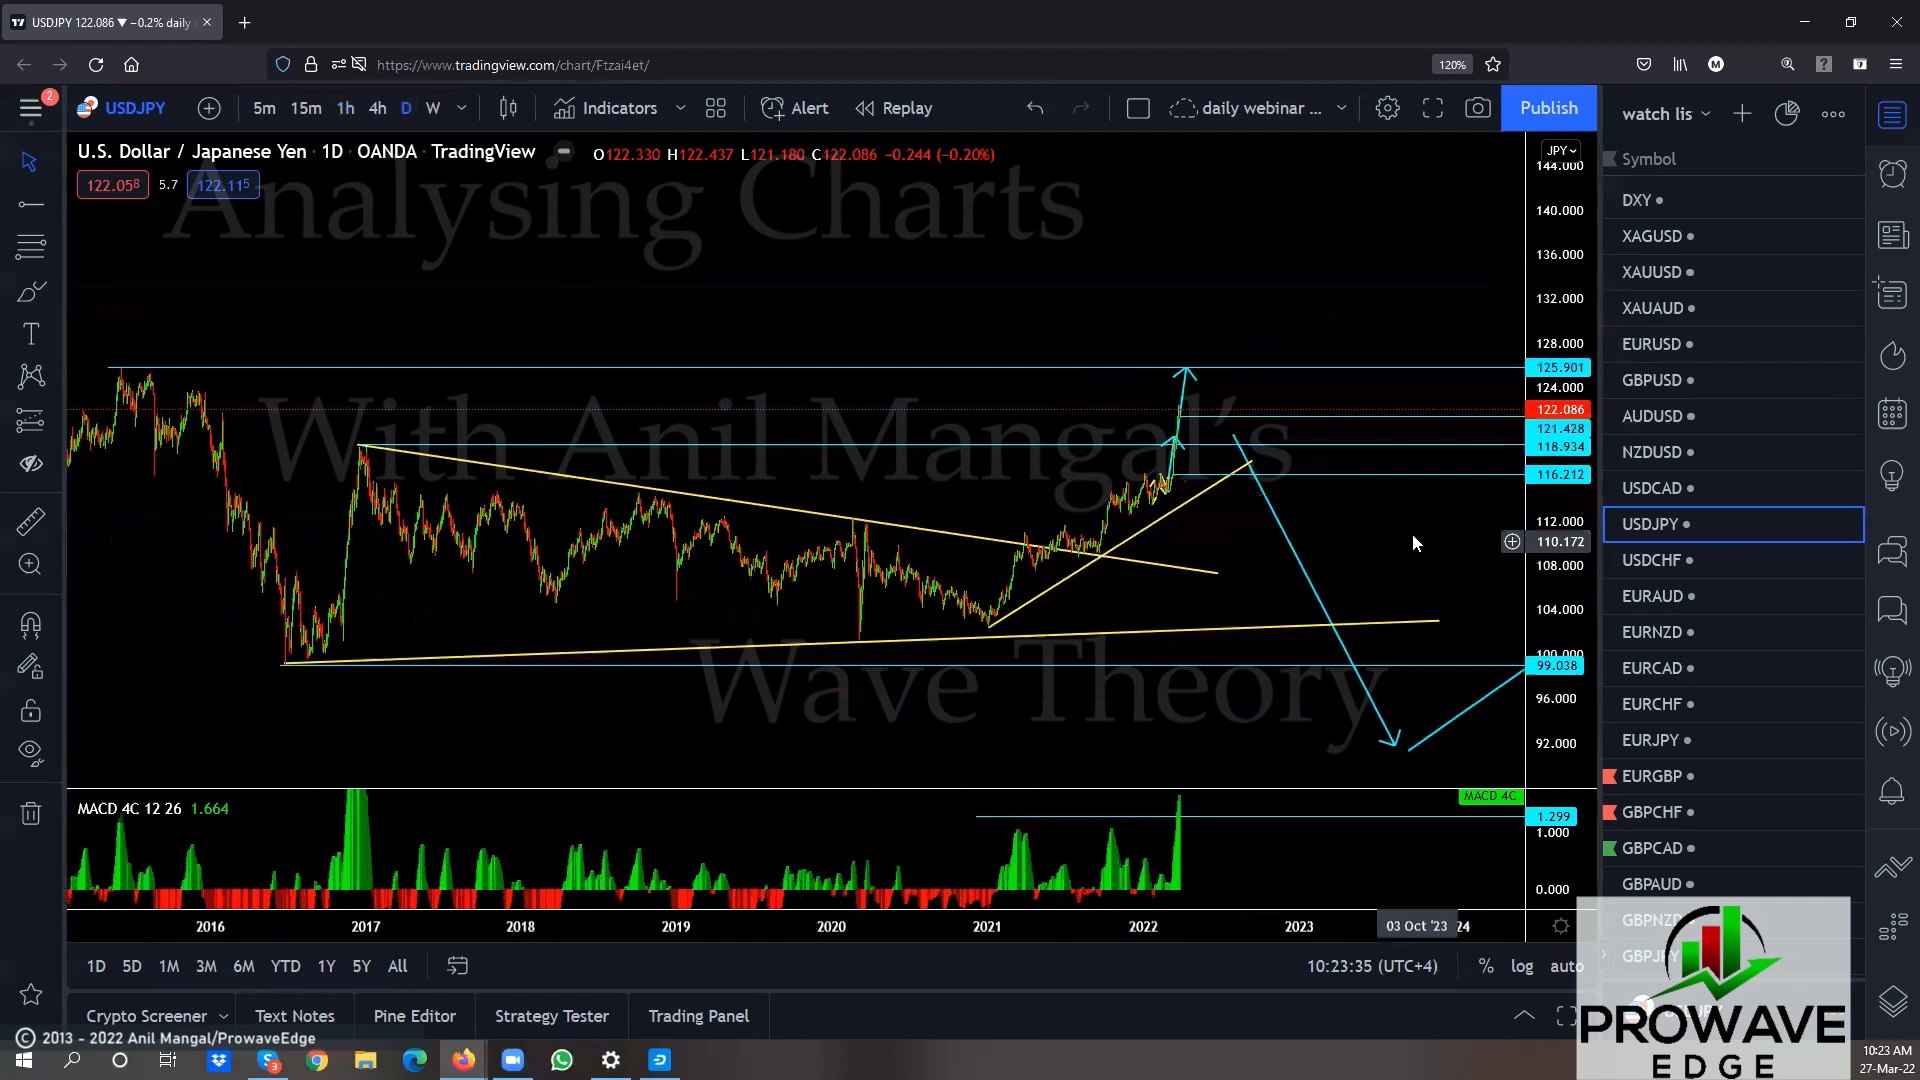 USDJPY 122.086 ▼ −0.2% daily
https://www.tradingview.com/chart/Ftzai4et/
120%
2
USDJPY
5m 15m 1h 4h D W
Indicators
Alert
Replay
daily webinar ...
Publish
watch lis
U.S. Dollar / Japanese Yen · 1D · OANDA · TradingView
O122.330 H122.437 L121.180 C122.086 −0.244 (−0.20%)
122.058 5.7 122.115
Analysing Charts
With Anil Mangal's
Wave Theory
JPY
144.000
140.000
136.000
132.000
128.000
125.901
124.000
122.086
121.428
118.934
116.212
112.000
110.172
108.000
104.000
100.000
99.038
96.000
92.000
MACD 4C 12 26 1.664
MACD 4C
1.299
1.000
0.000
2016 2017 2018 2019 2020 2021 2022 2023 03 Oct '23 24
1D 5D 1M 3M 6M YTD 1Y 5Y All
10:23:35 (UTC+4) % log auto
Crypto Screener Text Notes Pine Editor Strategy Tester Trading Panel
Symbol
DXY
XAGUSD
XAUUSD
XAUAUD
EURUSD
GBPUSD
AUDUSD
NZDUSD
USDCAD
USDJPY
USDCHF
EURAUD
EURNZD
EURCAD
EURCHF
EURJPY
EURGBP
GBPCHF
GBPCAD
GBPAUD
GBPNZD
GBPJPY
PROWAVE
EDGE
© 2013 - 2022 Anil Mangal/ProwaveEdge
3
10:23 AM
27-Mar-22